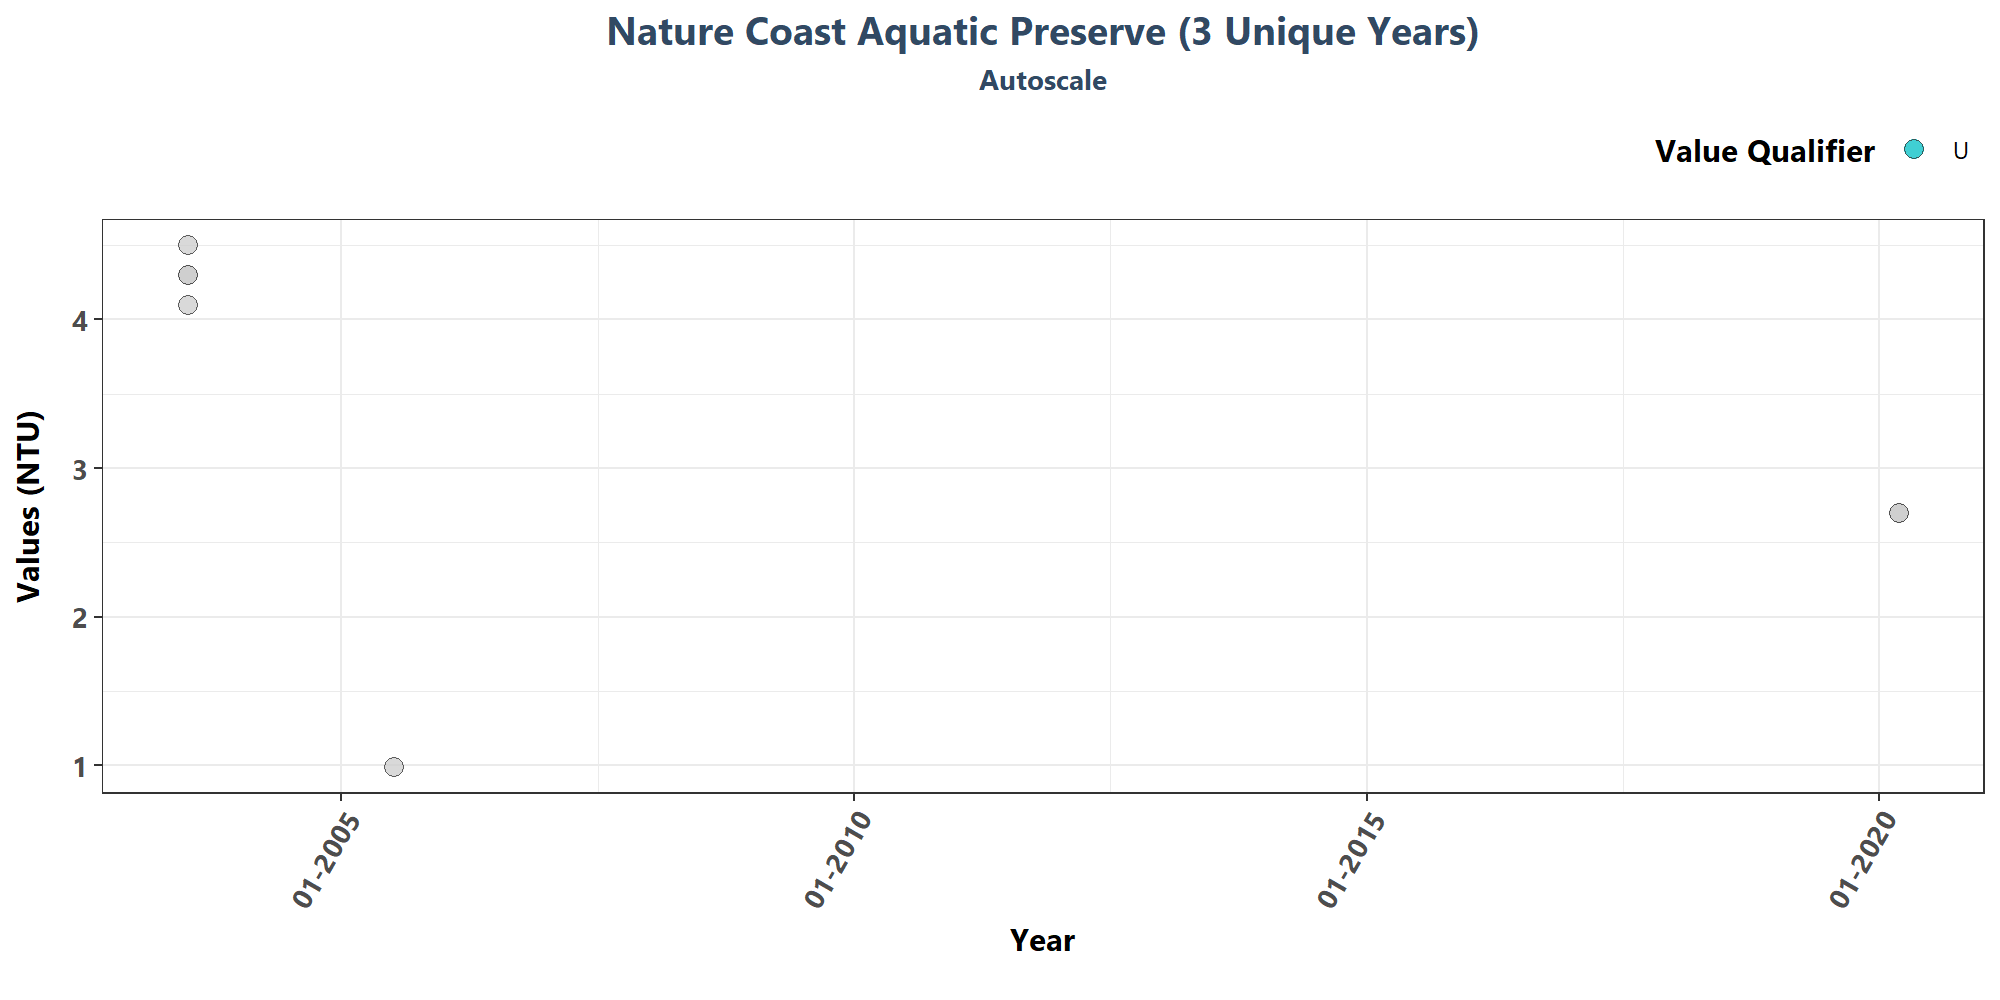 Nature Coast Aquatic Preserve (3 Unique Years)
Autoscale
Value Qualifier U
Values (NTU)
4
3
2
1
01-2005
01-2010
01-2015
01-2020
Year